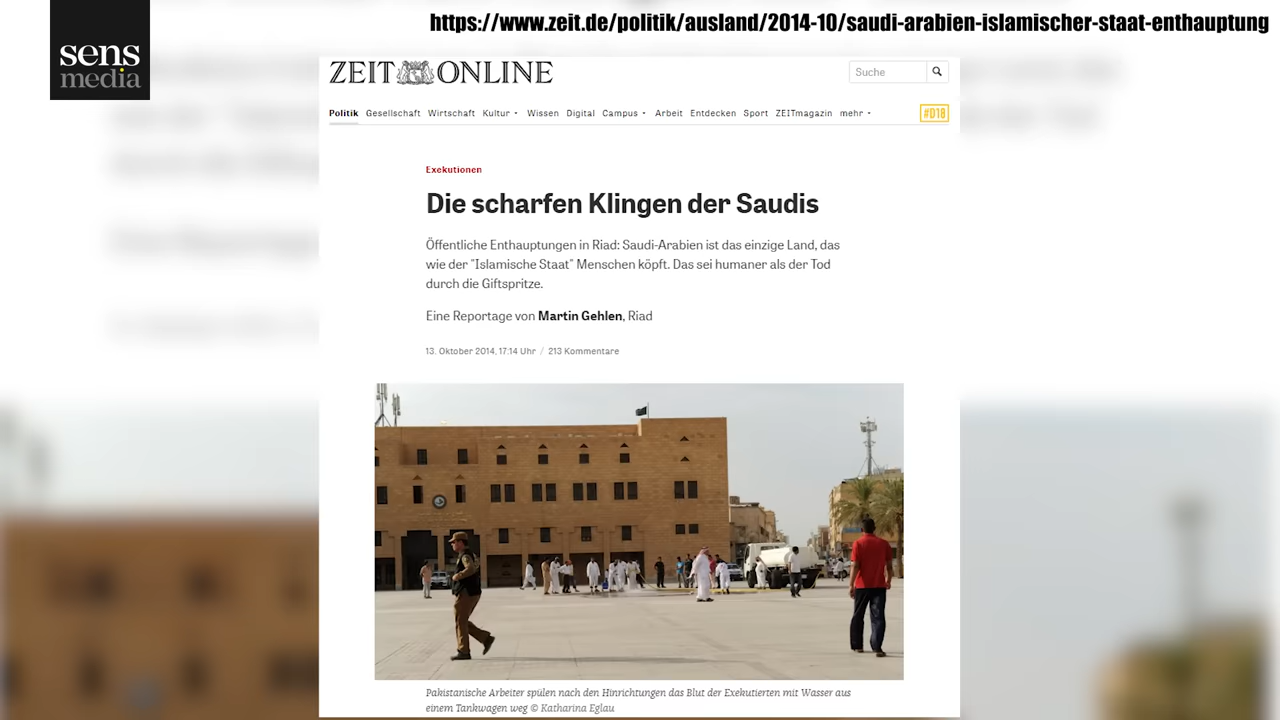 https://www.zeit.de/politik/ausland/2014-10/saudi-arabien-islamischer-staat-enthauptung
sens
media
ZEIT ONLINE
Suche
Politik Gesellschaft Wirtschaft Kultur Wissen Digital Campus Arbeit Entdecken Sport ZEITmagazin mehr
#D18
Exekutionen
Die scharfen Klingen der Saudis
Öffentliche Enthauptungen in Riad: Saudi-Arabien ist das einzige Land, das
wie der "Islamische Staat" Menschen köpft. Das sei humaner als der Tod
durch die Giftspritze.
Eine Reportage von Martin Gehlen, Riad
13. Oktober 2014, 17:14 Uhr / 213 Kommentare
Pakistanische Arbeiter spülen nach den Hinrichtungen das Blut der Exekutierten mit Wasser aus
einem Tankwagen weg © Katharina Eglau